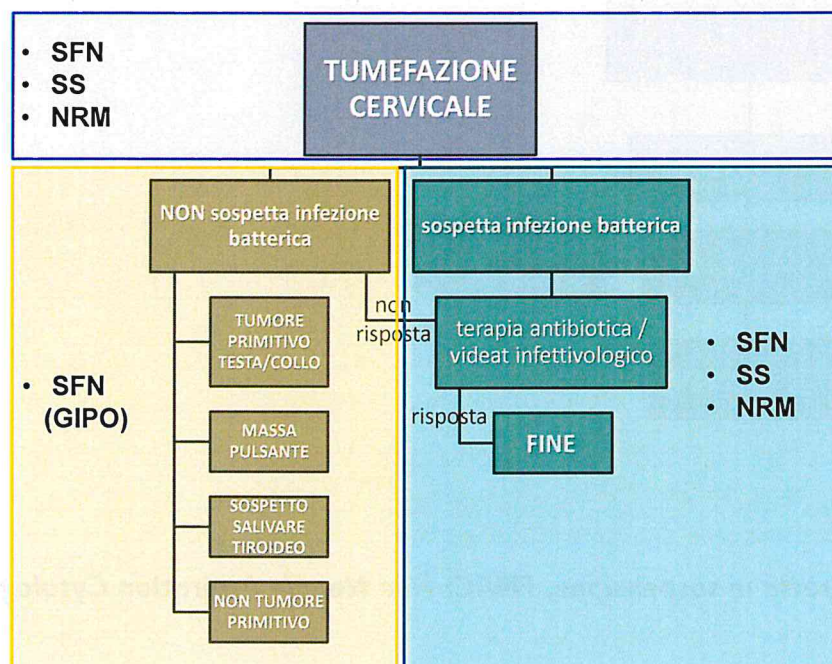 • SFN
• SS
• NRM
TUMEFAZIONE
CERVICALE
NON sospetta infezione
batterica
sospetta infezione batterica
non
risposta
terapia antibiotica /
videat infettivologico
• SFN
• SS
• NRM
risposta
FINE
TUMORE
PRIMITIVO
TESTA/COLLO
• SFN
(GIPO)
MASSA
PULSANTE
SOSPETTO
SALIVARE
TIROIDEO
NON TUMORE
PRIMITIVO